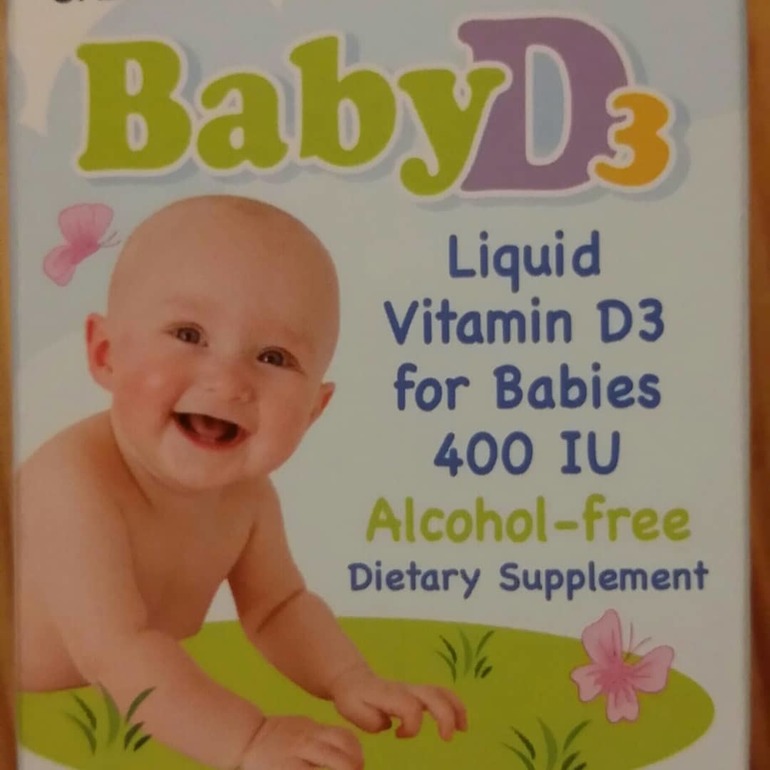 BabyD3
Liquid
Vitamin D3
for Babies
400 IU
Alcohol-free
Dietary Supplement